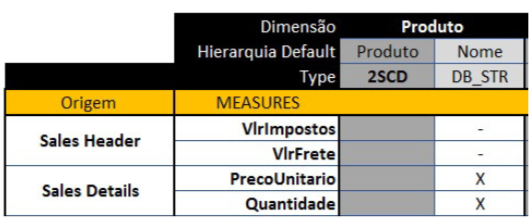 Dimensão Produto
Hierarquia Default Produto Nome
Type 2SCD DB_STR
Origem MEASURES
Sales Header VlrImpostos -
VlrFrete -
Sales Details PrecoUnitario X
Quantidade X